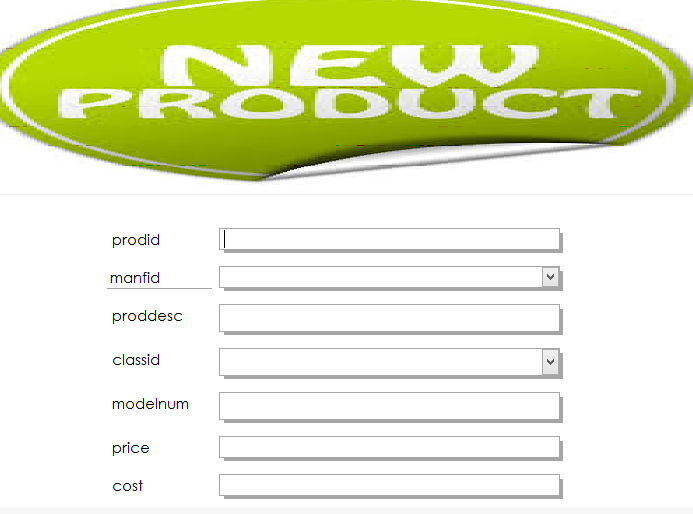 NEW
PRODUCT
prodid
manfid
proddesc
classid
modelnum
price
cost